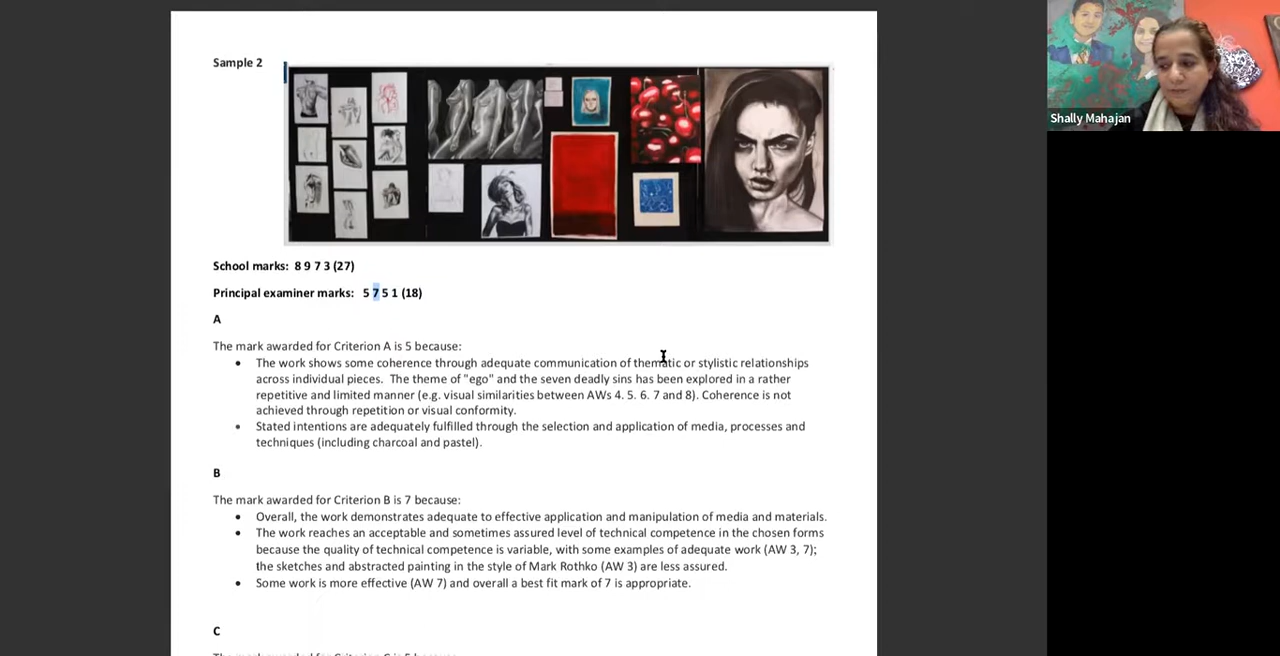 Sample 2
School marks: 8 9 7 3 (27)
Principal examiner marks: 5 7 5 1 (18)
A
The mark awarded for Criterion A is 5 because:
• The work shows some coherence through adequate communication of thematic or stylistic relationships
across individual pieces. The theme of "ego" and the seven deadly sins has been explored in a rather
repetitive and limited manner (e.g. visual similarities between AWs 4. 5. 6. 7 and 8). Coherence is not
achieved through repetition or visual conformity.
• Stated intentions are adequately fulfilled through the selection and application of media, processes and
techniques (including charcoal and pastel).
B
The mark awarded for Criterion B is 7 because:
• Overall, the work demonstrates adequate to effective application and manipulation of media and materials.
• The work reaches an acceptable and sometimes assured level of technical competence in the chosen forms
because the quality of technical competence is variable, with some examples of adequate work (AW 3, 7);
the sketches and abstracted painting in the style of Mark Rothko (AW 3) are less assured.
• Some work is more effective (AW 7) and overall a best fit mark of 7 is appropriate.
C
Shally Mahajan